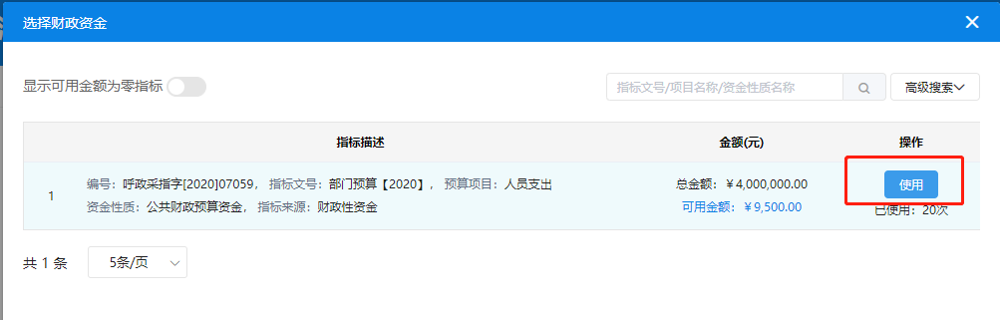 选择财政资金
显示可用金额为零指标
指标文号/项目名称/资金性质名称
高级搜索
指标描述 金额(元) 操作
1
编号：呼政采指字[2020]07059， 指标文号：部门预算【2020】， 预算项目：人员支出
资金性质：公共财政预算资金， 指标来源：财政性资金
总金额：￥4,000,000.00
可用金额：￥9,500.00
使用
已使用：20次
共 1 条 5条/页